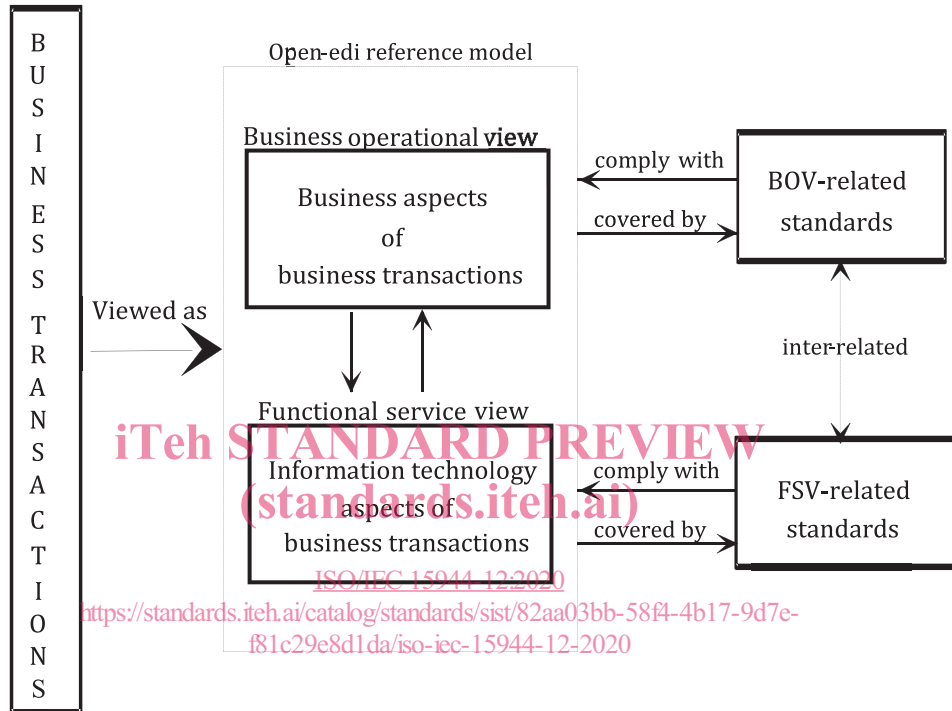 BUSINESS TRANSACTIONS
Open-edi reference model
Viewed as
Business operational view
Business aspects
of
business transactions
comply with
covered by
BOV-related
standards
inter-related
Functional service view
iTeh STANDARD PREVIEW
Information technology
aspects of
business transactions
(standards.iteh.ai)
comply with
covered by
FSV-related
standards
ISO/IEC 15944-12:2020
https://standards.iteh.ai/catalog/standards/sist/82aa03bb-58f4-4b17-9d7e-
f81c29e8d1da/iso-iec-15944-12-2020